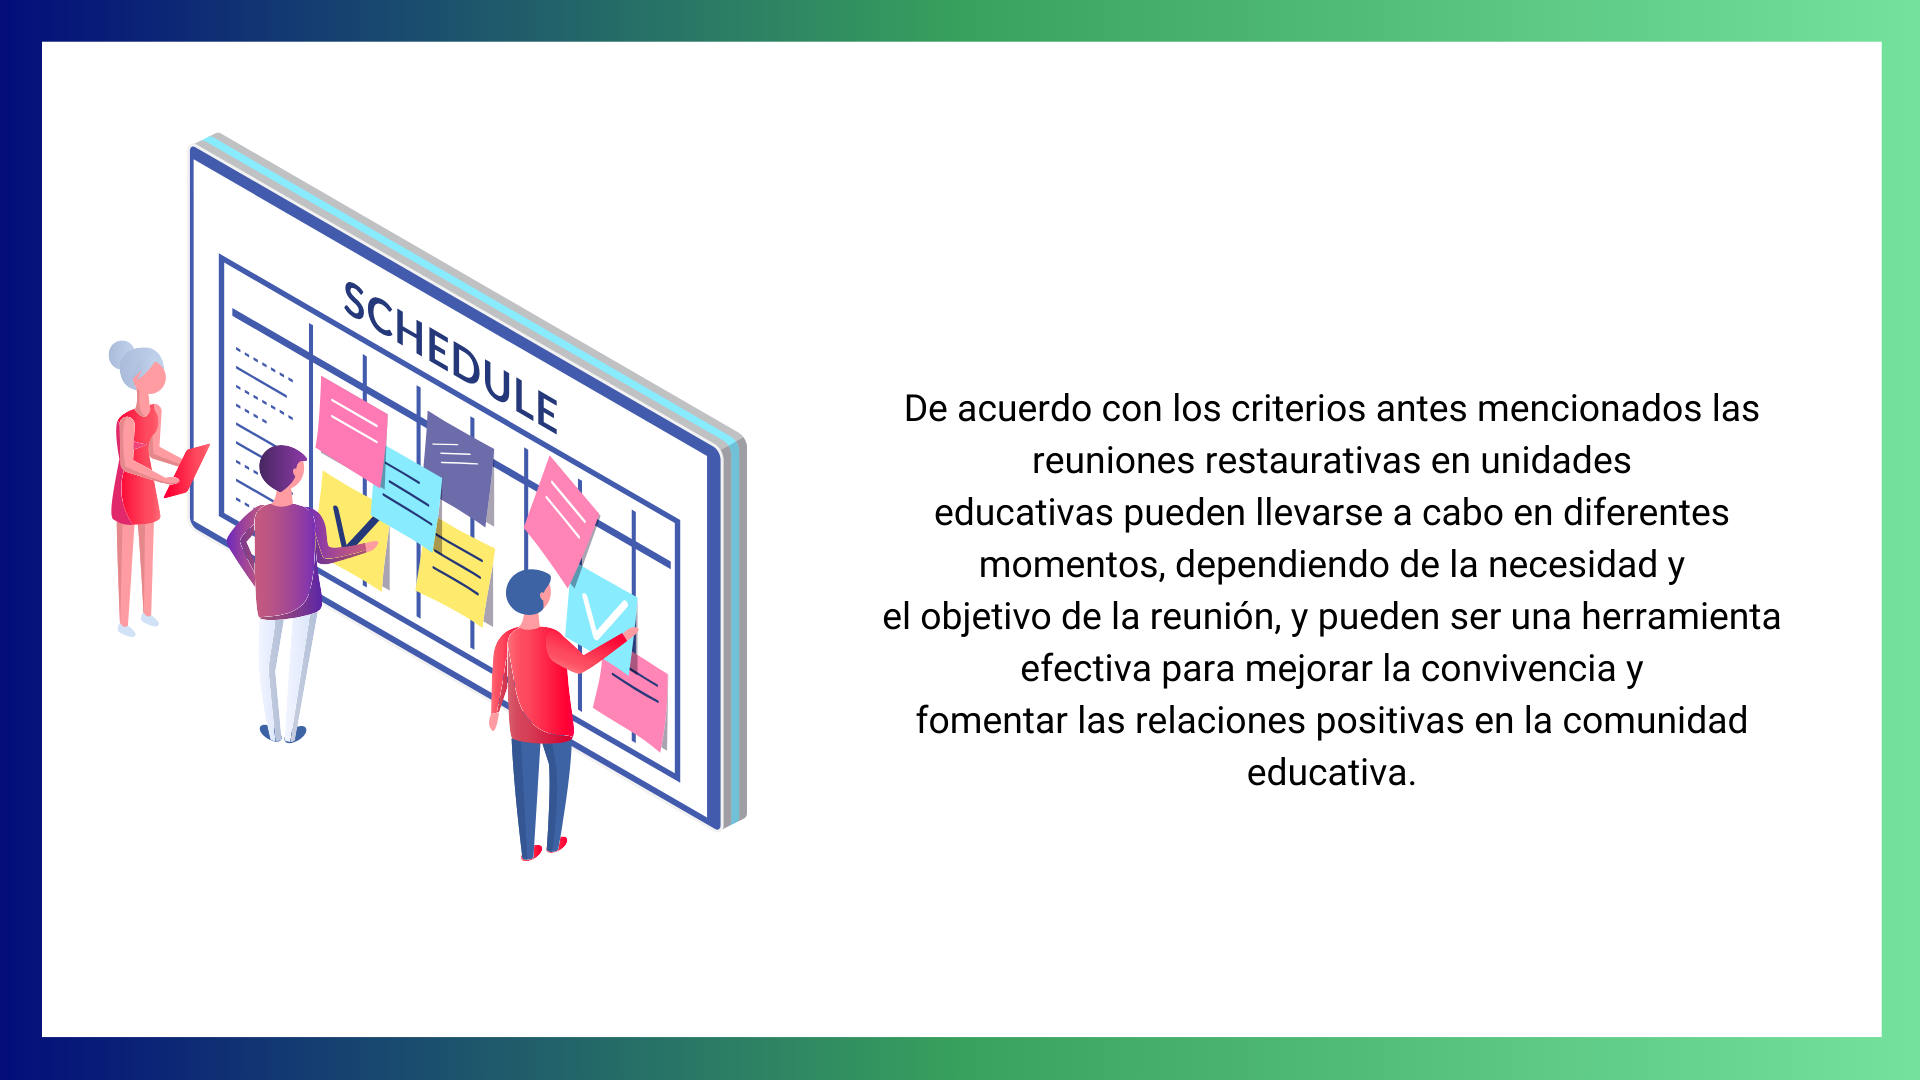 SCHEDULE
De acuerdo con los criterios antes mencionados las
reuniones restaurativas en unidades
educativas pueden llevarse a cabo en diferentes
momentos, dependiendo de la necesidad y
el objetivo de la reunión, y pueden ser una herramienta
efectiva para mejorar la convivencia y
fomentar las relaciones positivas en la comunidad
educativa.